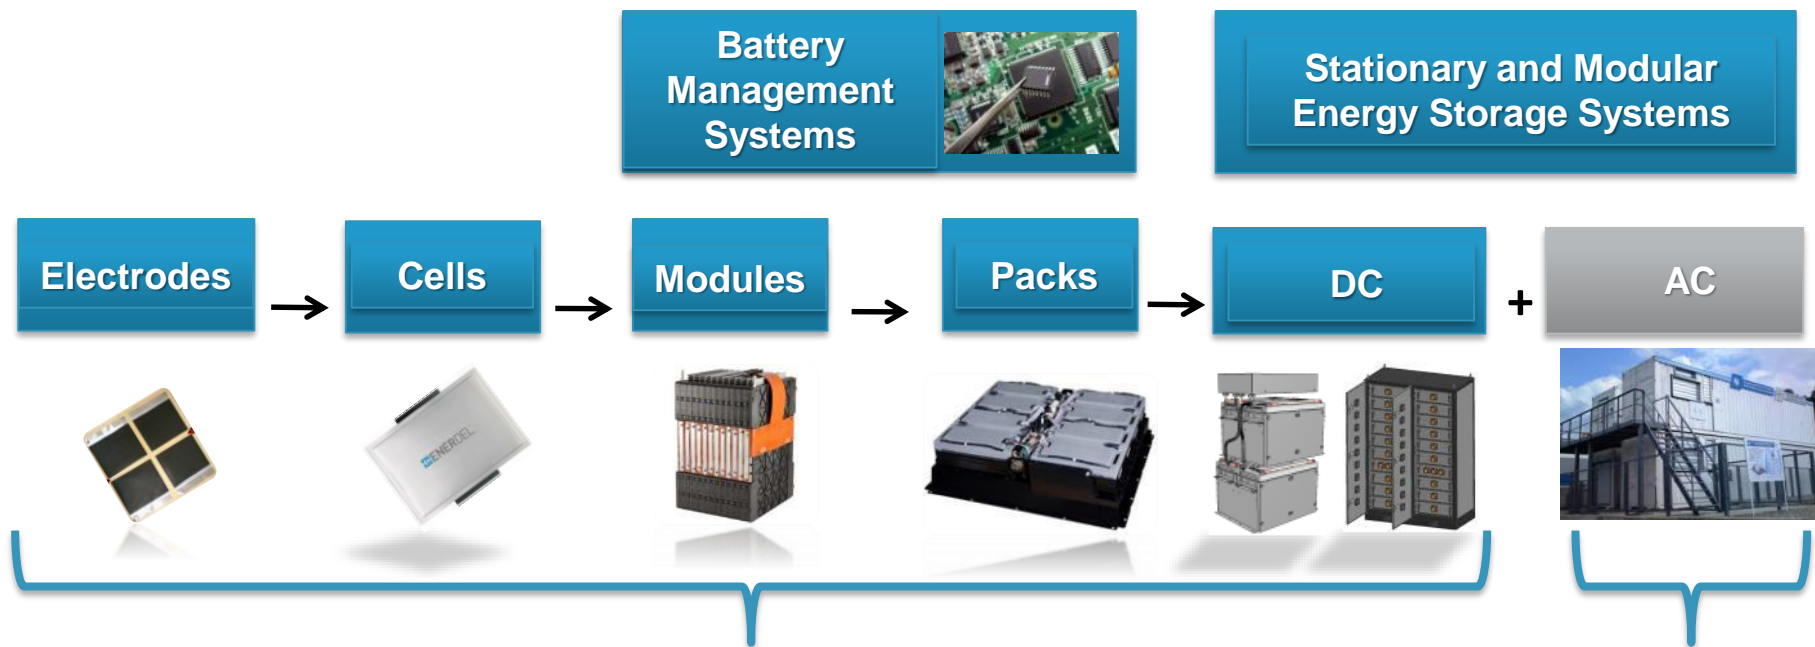 Battery
Management
Systems
Stationary and Modular
Energy Storage Systems
Electrodes
Cells
Modules
Packs
DC
+
AC
ENERDEL